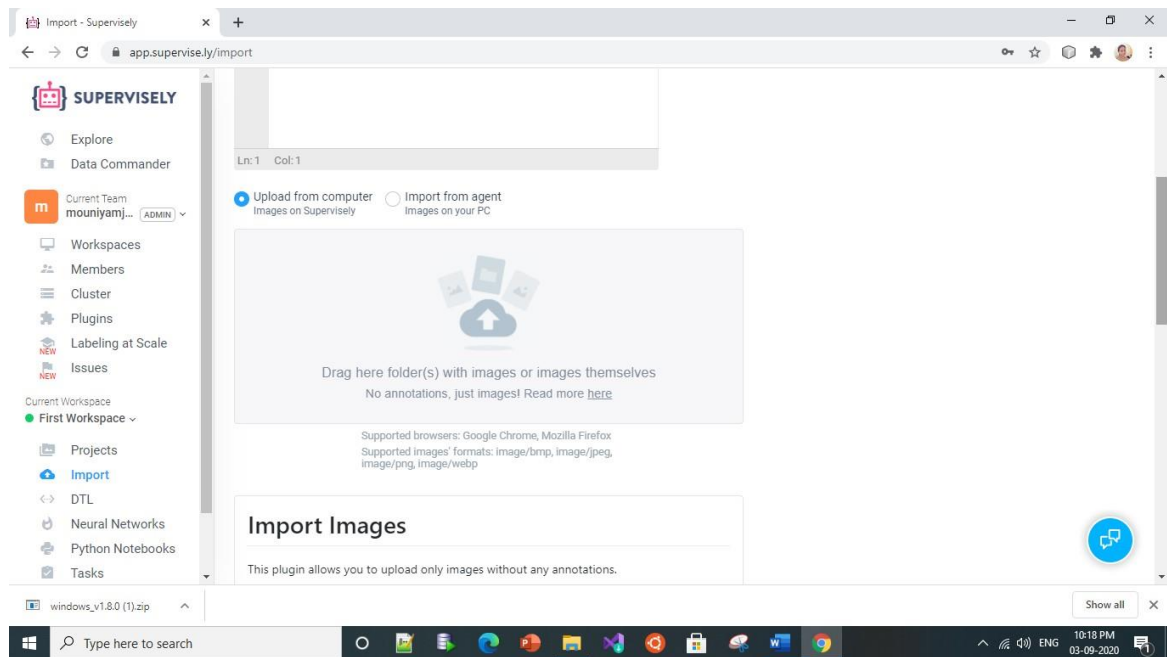 Import - Supervisely
app.supervise.ly/import
SUPERVISELY
Explore
Data Commander
m
Current Team
mouniyamj... ADMIN
Workspaces
Members
Cluster
Plugins
Labeling at Scale
NEW
Issues
NEW
Current Workspace
First Workspace
Projects
Import
DTL
Neural Networks
Python Notebooks
Tasks
Ln: 1 Col: 1
Upload from computer
Images on Supervisely
Import from agent
Images on your PC
Drag here folder(s) with images or images themselves
No annotations, just images! Read more here
Supported browsers: Google Chrome, Mozilla Firefox
Supported images' formats: image/bmp, image/jpeg,
image/png, image/webp
Import Images
This plugin allows you to upload only images without any annotations.
windows_v1.8.0 (1).zip
Show all
Type here to search
ENG
10:18 PM
03-09-2020